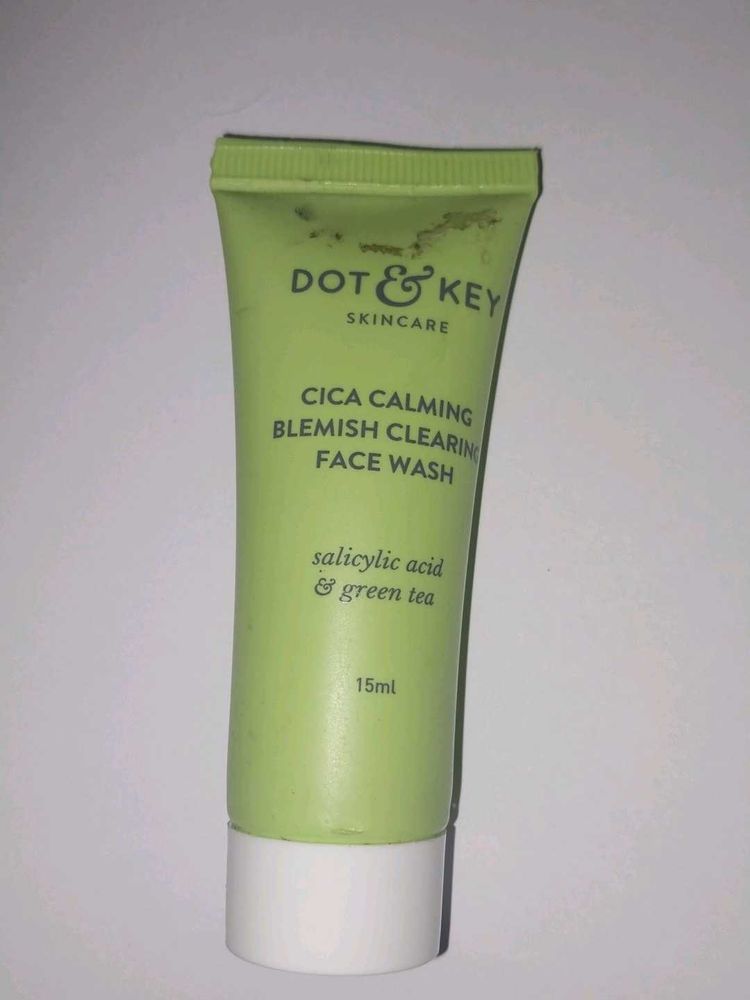 DOT & KEY
SKINCARE
CICA CALMING
BLEMISH CLEARING
FACE WASH
salicylic acid
& green tea
15ml